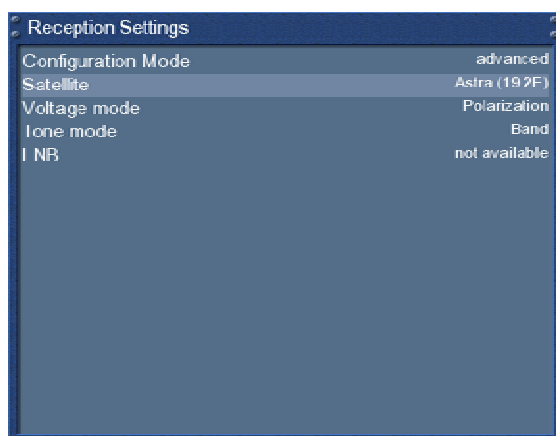 Reception Settings
Configuration Mode advanced
Satellite Astra (19.2E)
Voltage mode Polarization
Tone mode Band
LNB not available